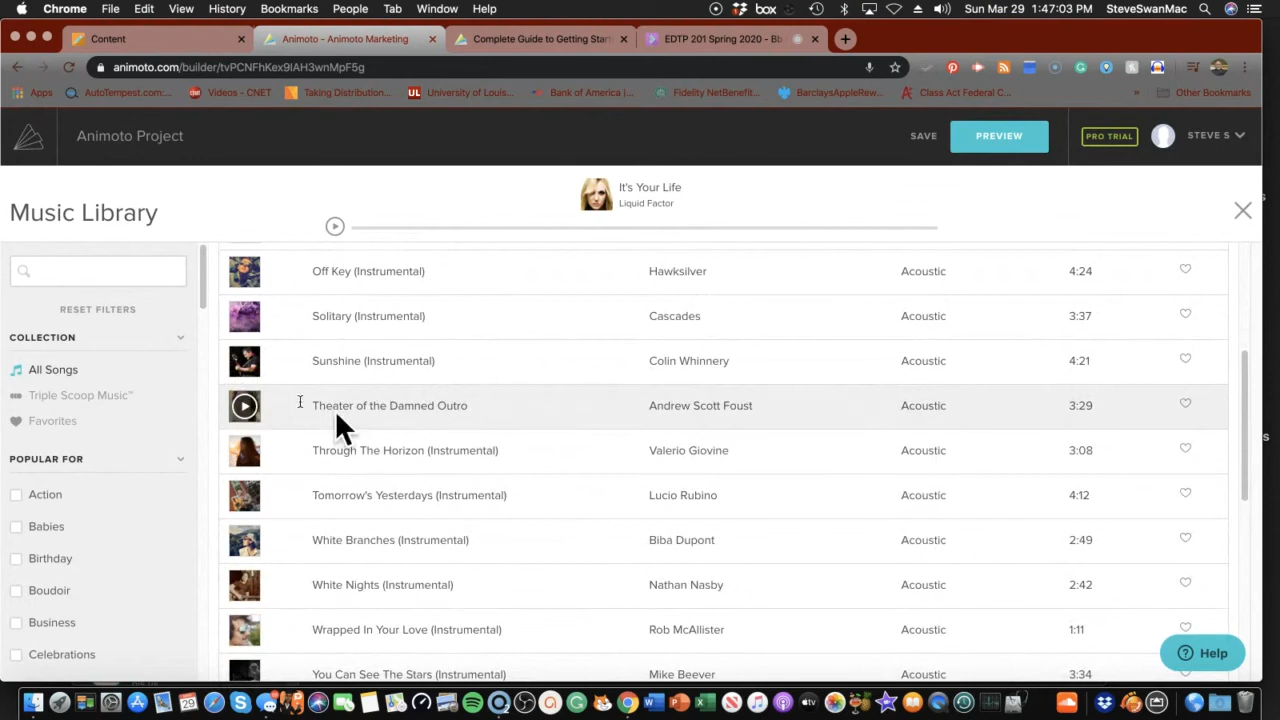 Chrome File Edit View History Bookmarks People Tab Window Help box Sun Mar 29 1:47:03 PM SteveSwanMac
Content Animoto - Animoto Marketing Complete Guide to Getting Start EDTP 201 Spring 2020 - Bb
animoto.com/builder/tvPCNFhKex9IAH3wnMpF5g
Apps AutoTempest.com:... Videos - CNET Taking Distribution... UL University of Louis... Bank of America |... Fidelity NetBenefit... BarclaysAppleRew... Class Act Federal C... » Other Bookmarks
Animoto Project SAVE PREVIEW PRO TRIAL STEVE S
It's Your Life
Liquid Factor
Music Library
RESET FILTERS
COLLECTION
All Songs
Triple Scoop Music™
Favorites
POPULAR FOR
Action
Babies
Birthday
Boudoir
Business
Celebrations
Off Key (Instrumental) Hawksilver Acoustic 4:24
Solitary (Instrumental) Cascades Acoustic 3:37
Sunshine (Instrumental) Colin Whinnery Acoustic 4:21
Theater of the Damned Outro Andrew Scott Foust Acoustic 3:29
Through The Horizon (Instrumental) Valerio Giovine Acoustic 3:08
Tomorrow's Yesterdays (Instrumental) Lucio Rubino Acoustic 4:12
White Branches (Instrumental) Biba Dupont Acoustic 2:49
White Nights (Instrumental) Nathan Nasby Acoustic 2:42
Wrapped In Your Love (Instrumental) Rob McAllister Acoustic 1:11
You Can See The Stars (Instrumental) Mike Beever Acoustic 3:34
Help